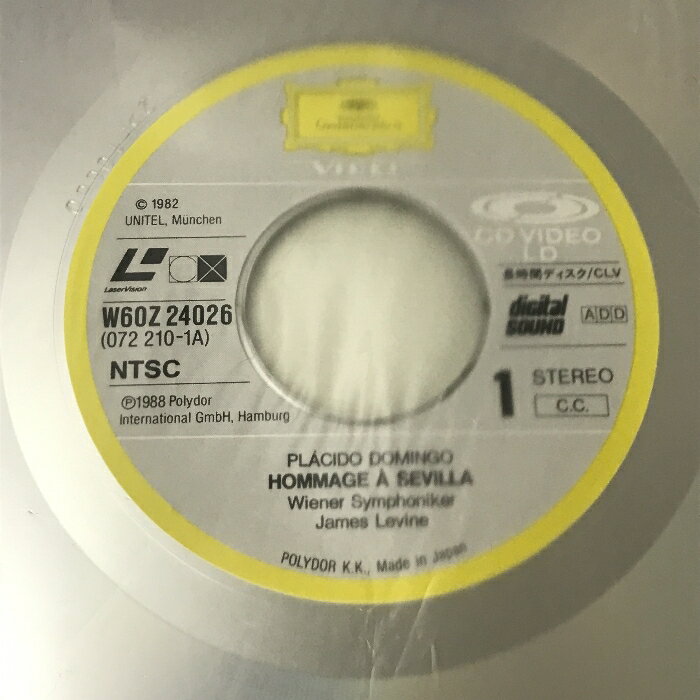 VIDEO
© 1982
UNITEL, München
LaserVision
W60Z 24026
(072 210-1A)
NTSC
℗1988 Polydor
International GmbH, Hamburg
CD VIDEO
LD
長時間ディスク/CLV
digital
SOUND
ADD
1
STEREO
C.C.
PLÁCIDO DOMINGO
HOMMAGE À SEVILLA
Wiener Symphoniker
James Levine
POLYDOR K.K., Made in Japan